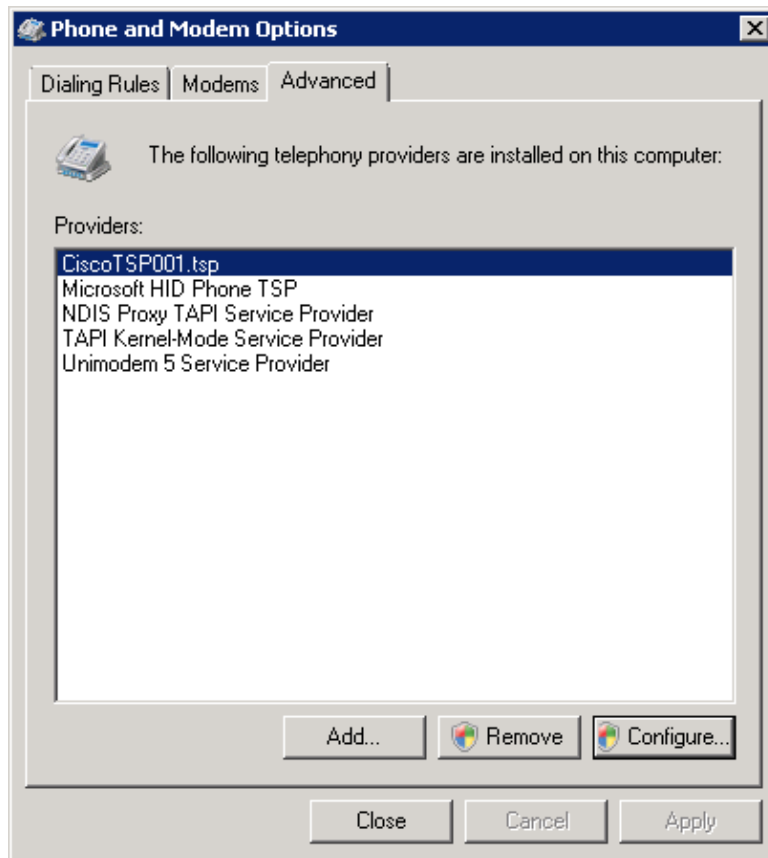 Phone and Modem Options
Dialing Rules Modems Advanced
The following telephony providers are installed on this computer:
Providers:
CiscoTSP001.tsp
Microsoft HID Phone TSP
NDIS Proxy TAPI Service Provider
TAPI Kernel-Mode Service Provider
Unimodem 5 Service Provider
Add... Remove Configure...
Close Cancel Apply